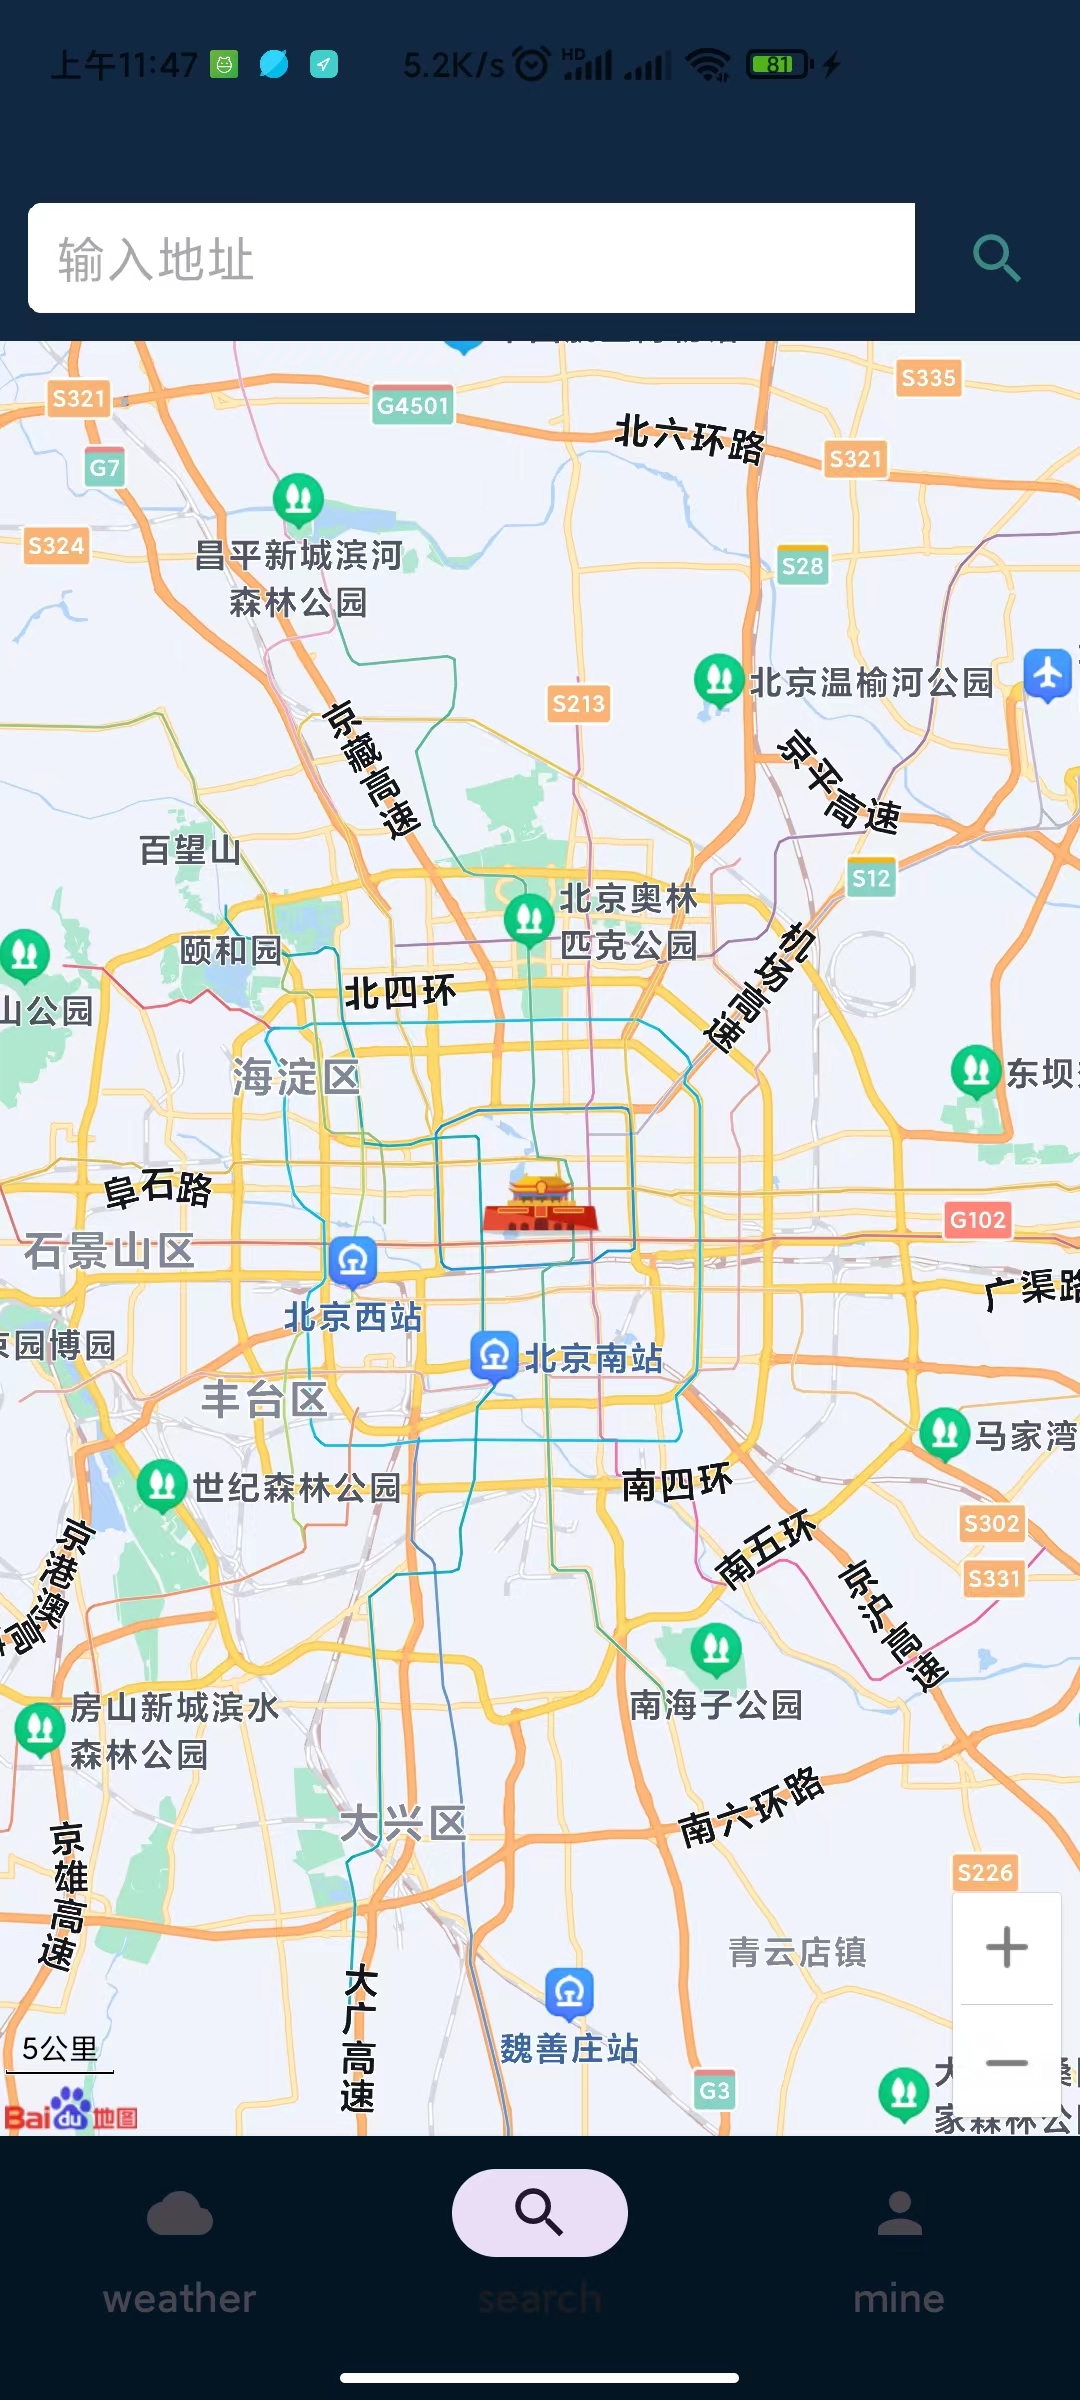 上午11:47
5.2K/s
HD
81
输入地址
S321
G4501
S335
北六环路
S321
G7
S324
S28
昌平新城滨河
森林公园
北京温榆河公园
S213
京藏高速
京平高速
百望山
S12
北京奥林
匹克公园
颐和园
机场高速
山公园
北四环
海淀区
东坝
阜石路
石景山区
G102
广渠路
北京西站
园博园
北京南站
丰台区
马家湾
世纪森林公园
南四环
S302
南五环
京港澳高
S331
京沪高速
南海子公园
房山新城滨水
森林公园
南六环路
大兴区
京雄高速
S226
青云店镇
大广高速
魏善庄站
5公里
G3
Bai du 地图
家森林公
weather
search
mine